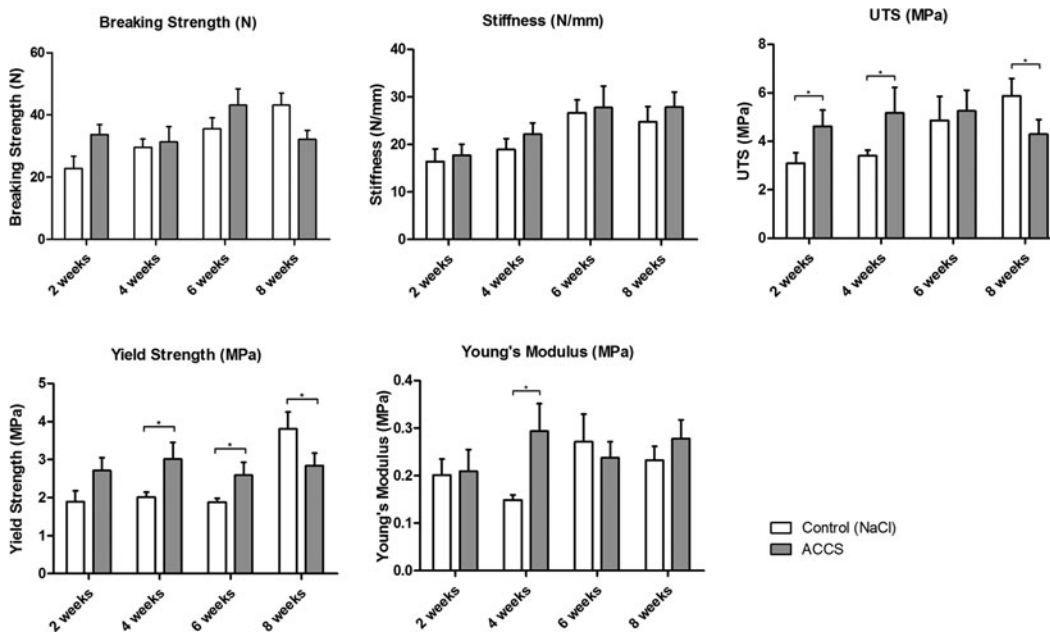 Breaking Strength (N)
Breaking Strength (N)
60
40
20
0
2 weeks
4 weeks
6 weeks
8 weeks
Stiffness (N/mm)
Stiffness (N/mm)
40
30
20
10
0
2 weeks
4 weeks
6 weeks
8 weeks
UTS (MPa)
UTS (MPa)
8
6
4
2
0
*
*
*
2 weeks
4 weeks
6 weeks
8 weeks
Yield Strength (MPa)
Yield Strength (MPa)
5
4
3
2
1
0
*
*
*
2 weeks
4 weeks
6 weeks
8 weeks
Young's Modulus (MPa)
Young's Modulus (MPa)
0.4
0.3
0.2
0.1
0.0
*
2 weeks
4 weeks
6 weeks
8 weeks
Control (NaCl)
ACCS